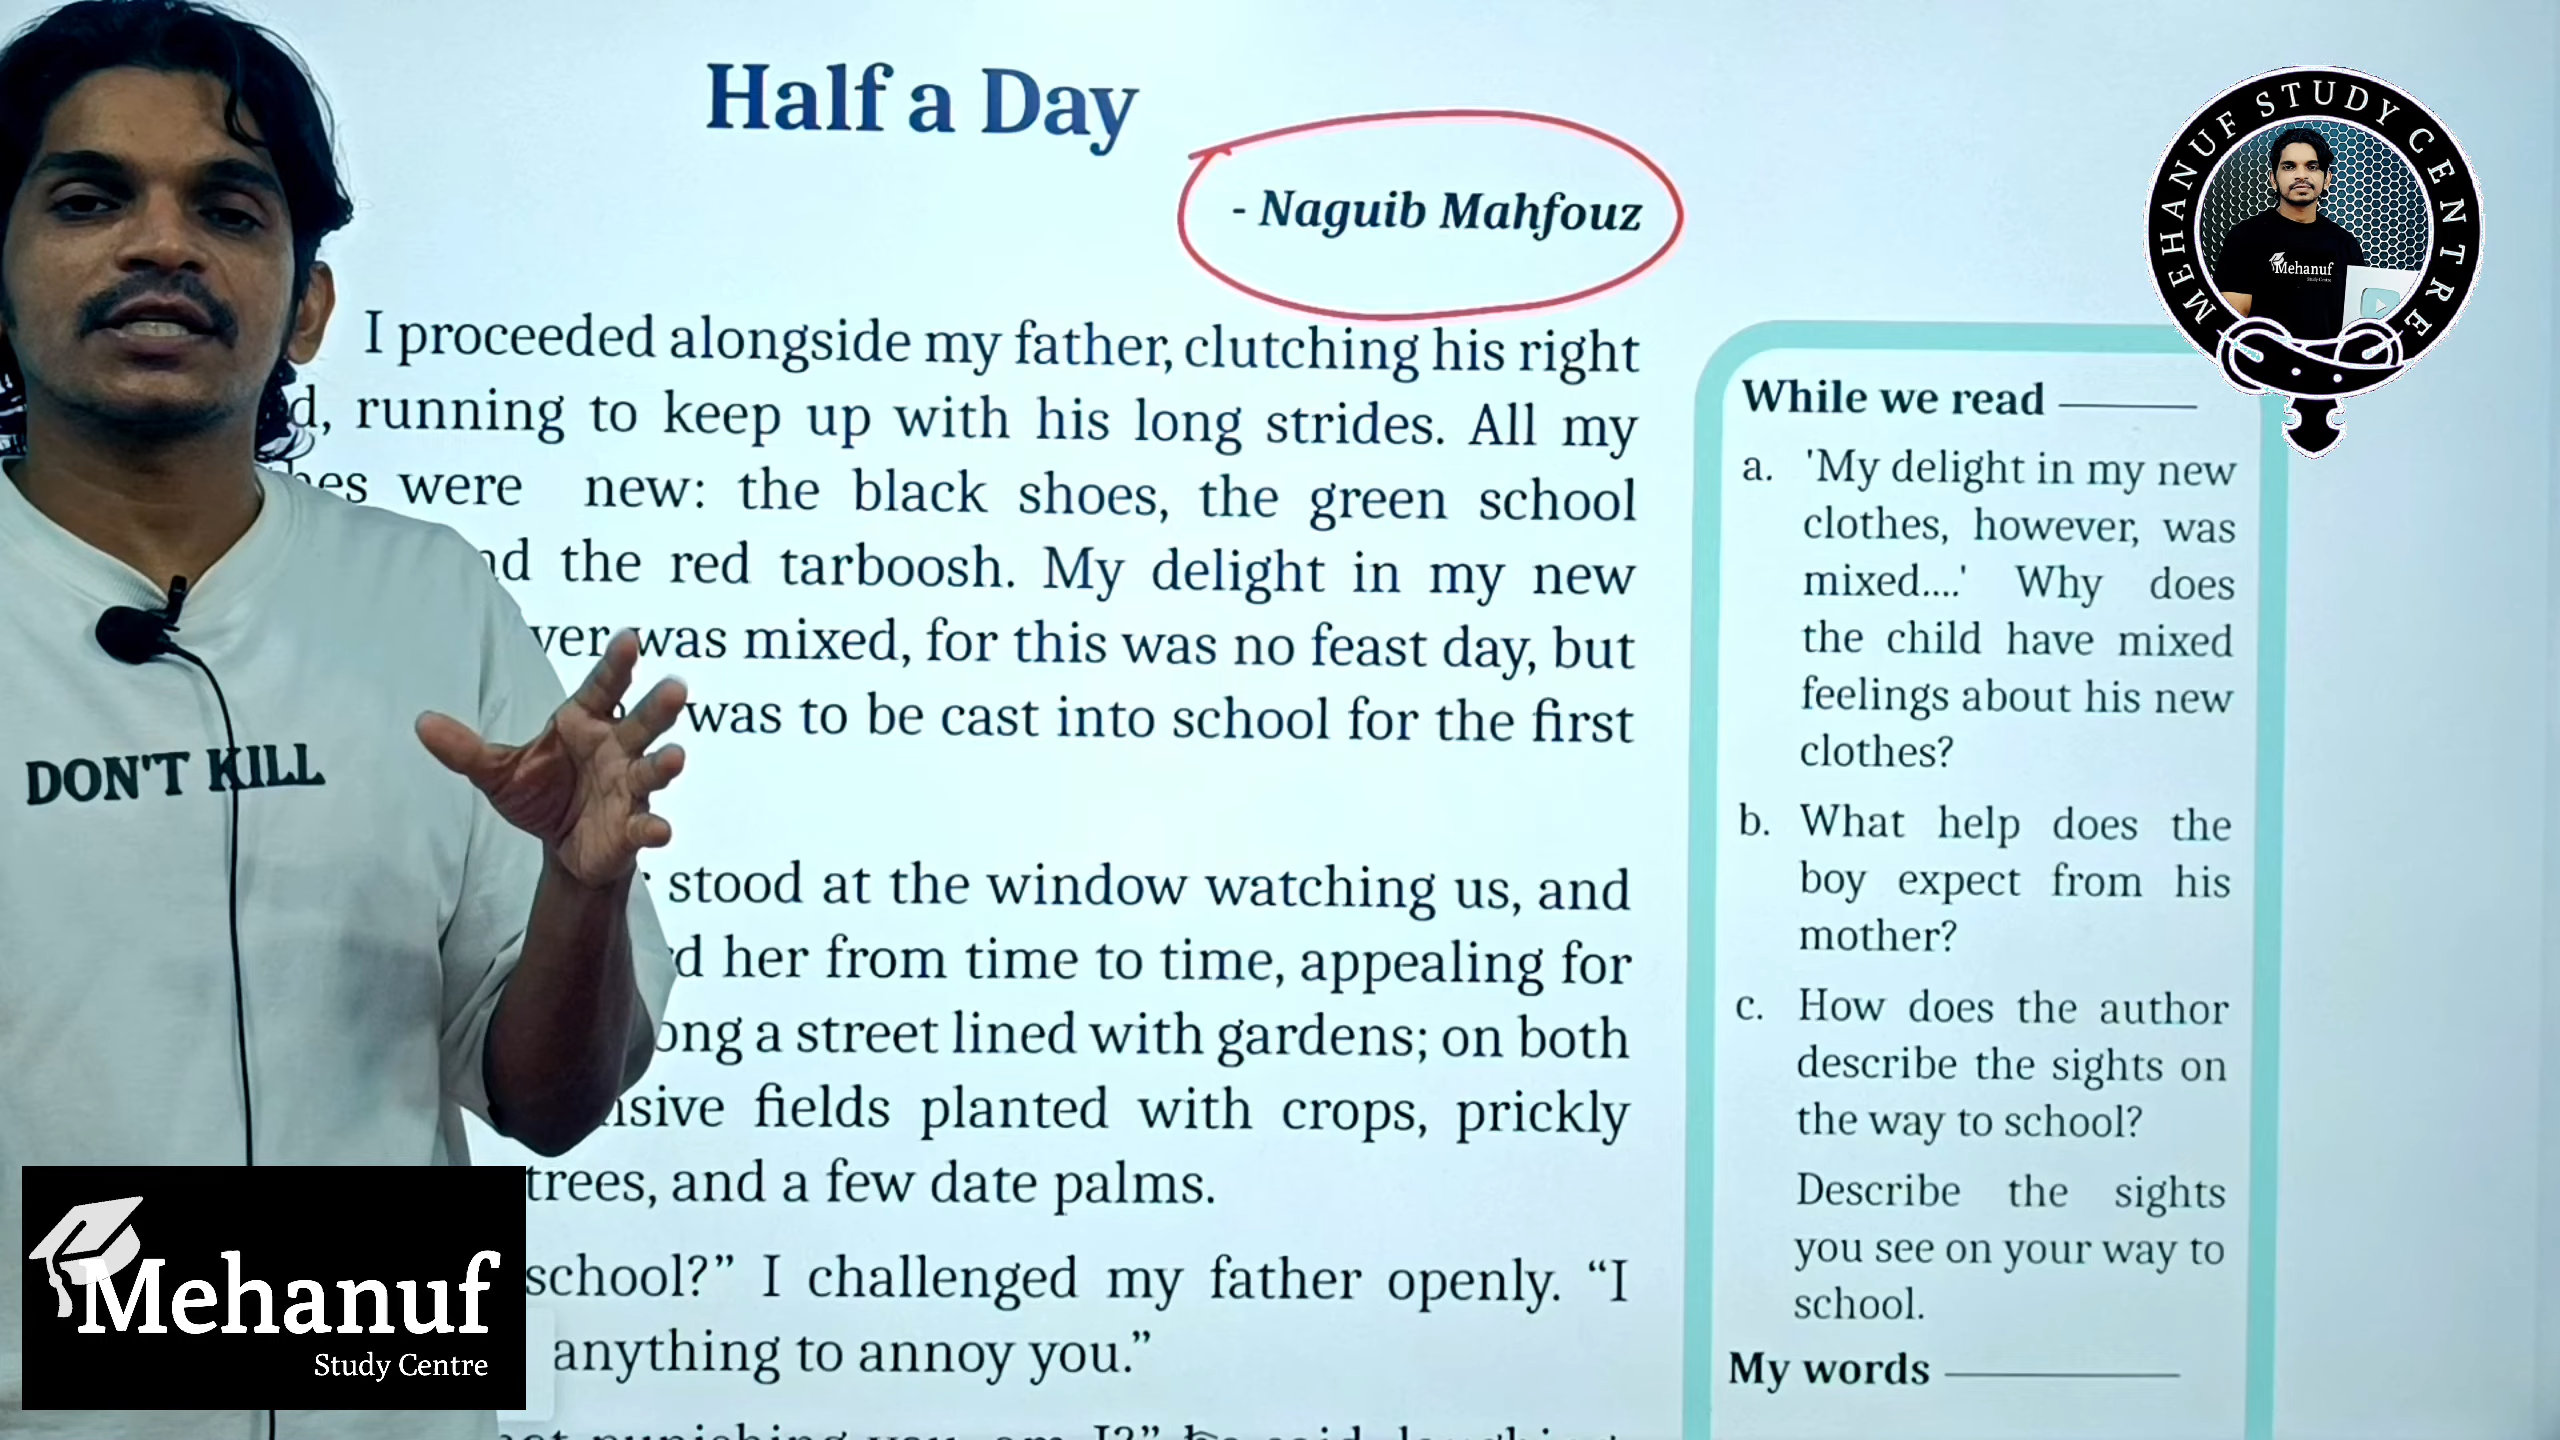 Half a Day
- Naguib Mahfouz
I proceeded alongside my father, clutching his right
running to keep up with his long strides. All my
were new: the black shoes, the green school
the red tarboosh. My delight in my new
was mixed, for this was no feast day, but
was to be cast into school for the first
stood at the window watching us, and
her from time to time, appealing for
a street lined with gardens; on both
fields planted with crops, prickly
trees, and a few date palms.
school?” I challenged my father openly. “I
anything to annoy you.”
While we read
a. 'My delight in my new
clothes, however, was
mixed....' Why does
the child have mixed
feelings about his new
clothes?
b. What help does the
boy expect from his
mother?
c. How does the author
describe the sights on
the way to school?
Describe the sights
you see on your way to
school.
My words
DON'T KILL
Mehanuf
Study Centre
MEHANUF STUDY CENTRE
Mehanuf